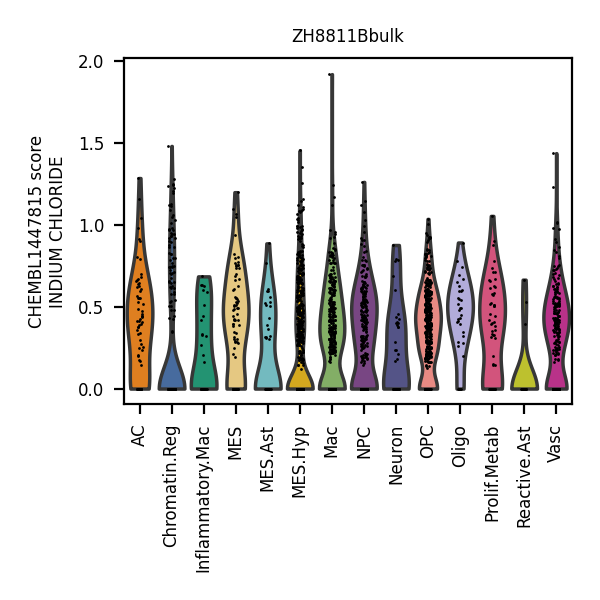 ZH8811Bbulk
CHEMBL1447815 score
INDIUM CHLORIDE
2.0
1.5
1.0
0.5
0.0
AC
Chromatin.Reg
Inflammatory.Mac
MES
MES.Ast
MES.Hyp
Mac
NPC
Neuron
OPC
Oligo
Prolif.Metab
Reactive.Ast
Vasc